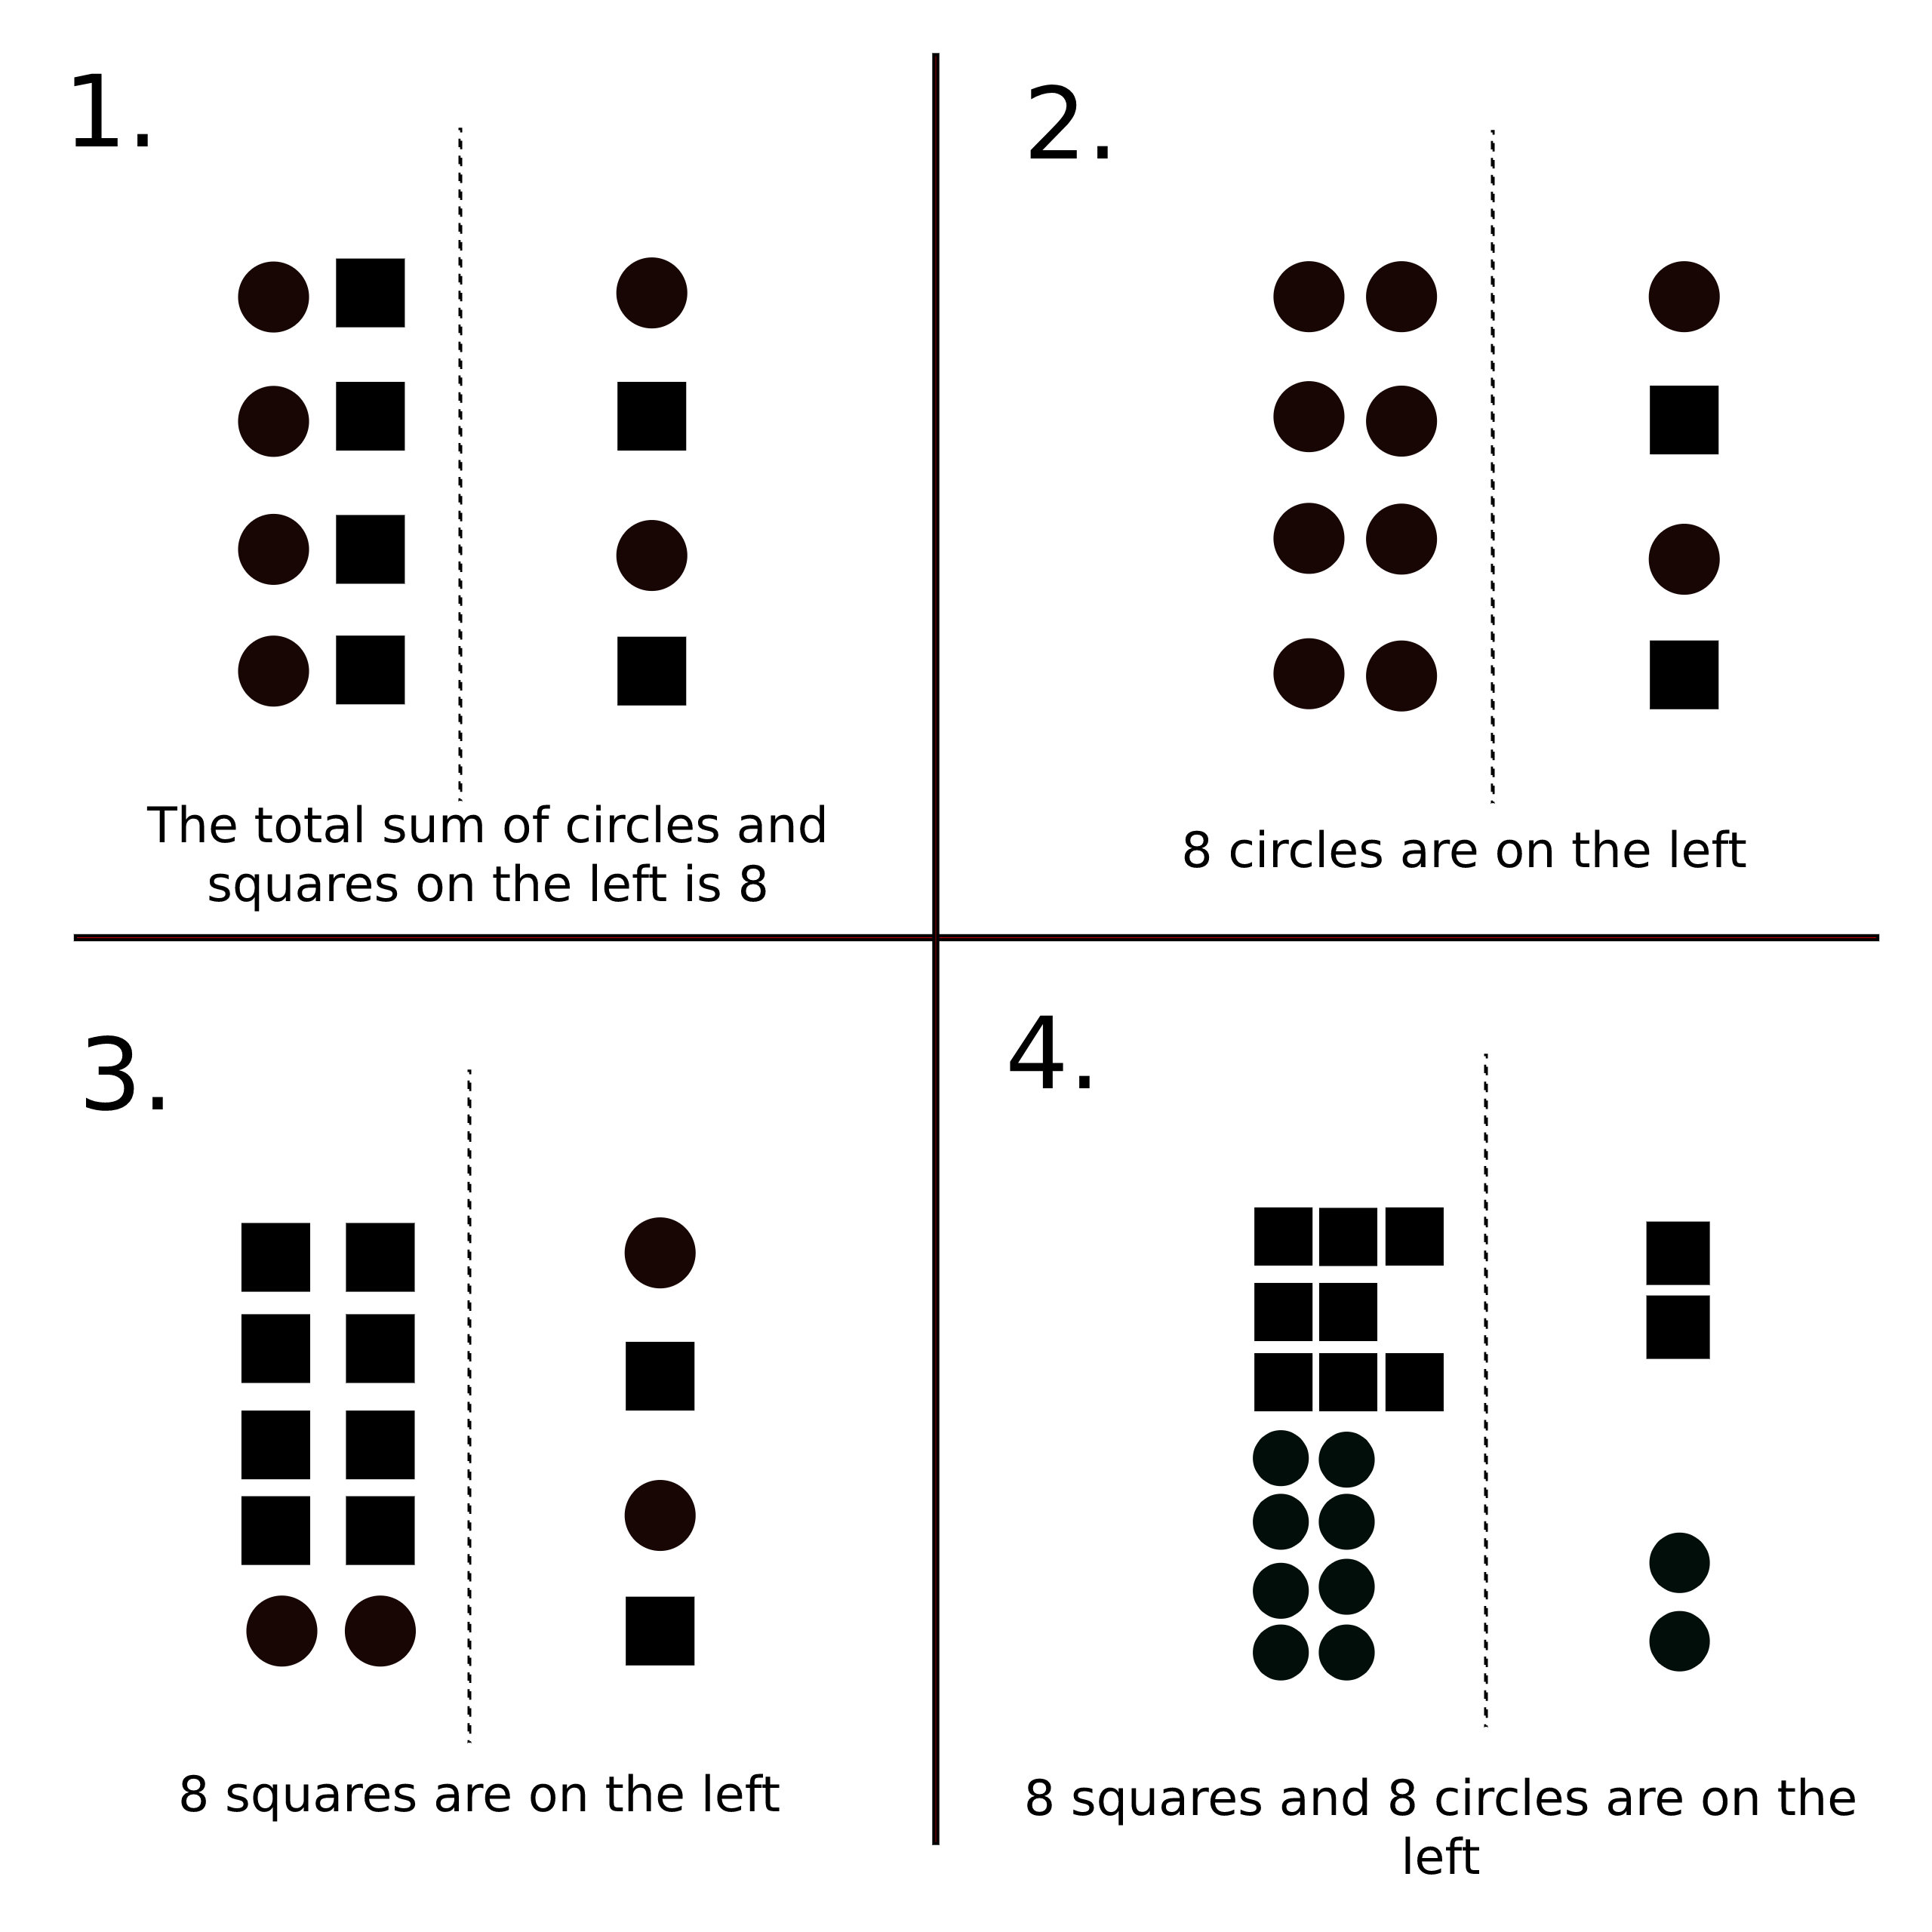 1.
The total sum of circles and
squares on the left is 8
2.
8 circles are on the left
3.
8 squares are on the left
4.
8 squares and 8 circles are on the
left